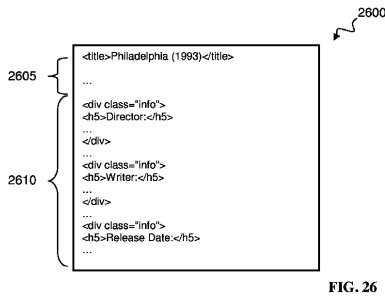 2600
2605
<title>Philadelphia (1993)</title>
...
2610
<div class="info">
<h5>Director:</h5>
...
</div>
...
<div class="info">
<h5>Writer:</h5>
...
</div>
...
<div class="info">
<h5>Release Date:</h5>
...
FIG. 26